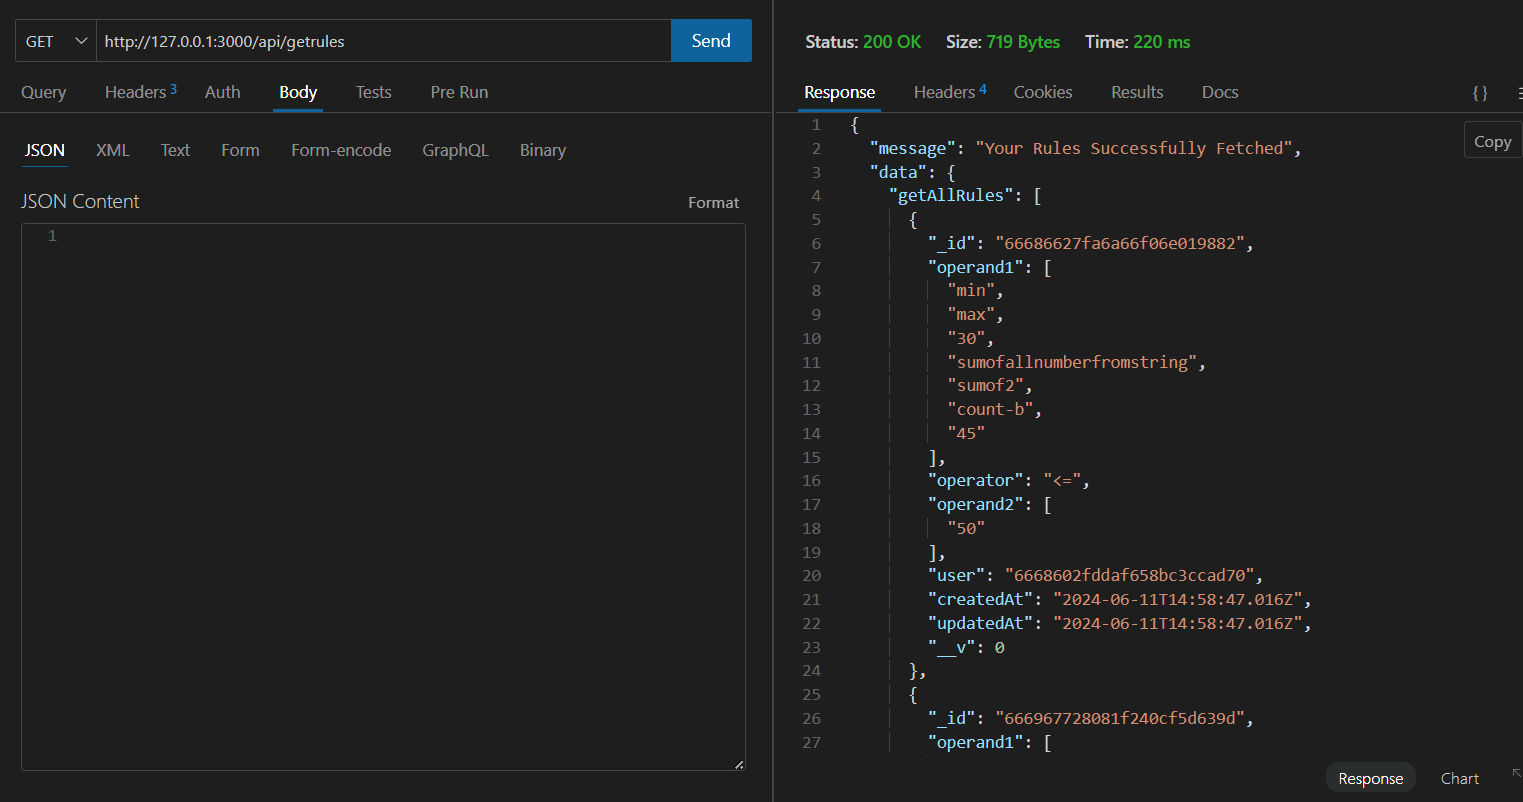 GET http://127.0.0.1:3000/api/getrules Send
Query Headers 3 Auth Body Tests Pre Run
JSON XML Text Form Form-encode GraphQL Binary
JSON Content Format
1
Status: 200 OK Size: 719 Bytes Time: 220 ms
Response Headers 4 Cookies Results Docs {}
Copy
1 {
2 "message": "Your Rules Successfully Fetched",
3 "data": {
4 "getAllRules": [
5 {
6 "_id": "66686627fa6a66f06e019882",
7 "operand1": [
8 "min",
9 "max",
10 "30",
11 "sumofallnumberfromstring",
12 "sumof2",
13 "count-b",
14 "45"
15 ],
16 "operator": "<=",
17 "operand2": [
18 "50"
19 ],
20 "user": "6668602fddaf658bc3ccad70",
21 "createdAt": "2024-06-11T14:58:47.016Z",
22 "updatedAt": "2024-06-11T14:58:47.016Z",
23 "__v": 0
24 },
25 {
26 "_id": "666967728081f240cf5d639d",
27 "operand1": [
Response Chart